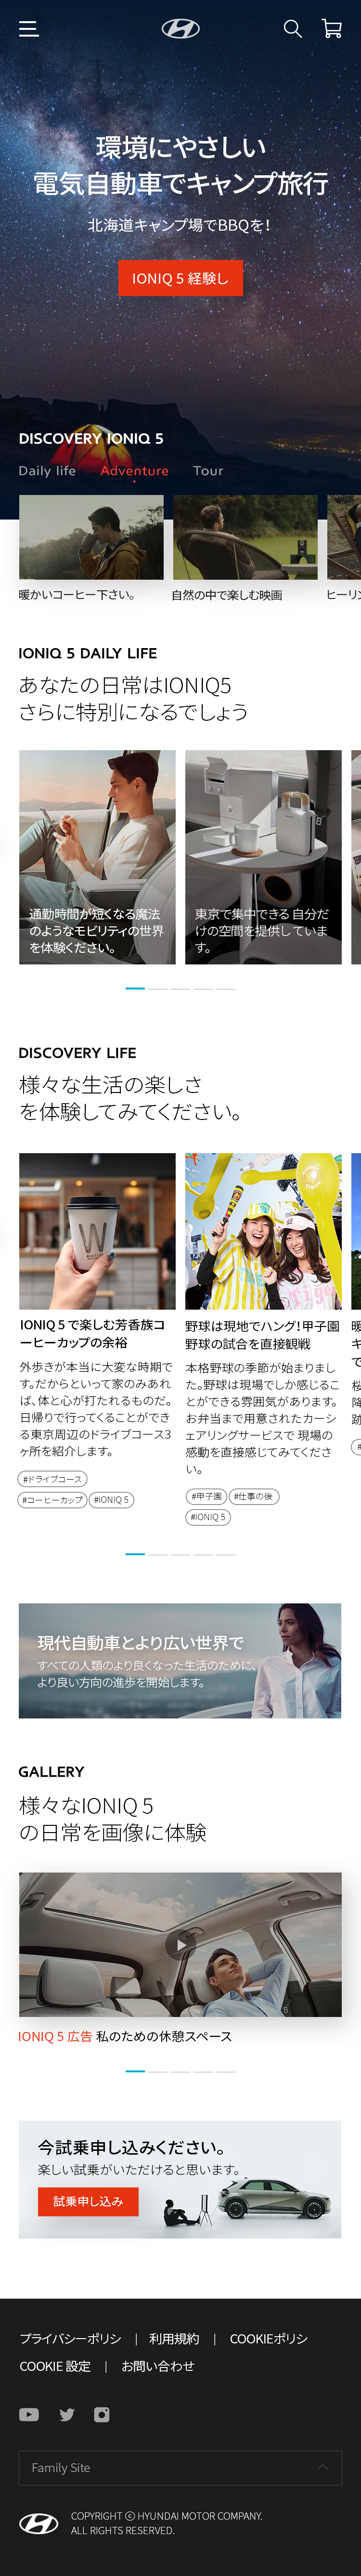 環境にやさしい
電気自動車でキャンプ旅行
北海道キャンプ場でBBQを！
IONIQ 5 経験し
DISCOVERY IONIQ 5
Daily life Adventure Tour
暖かいコーヒー下さい。 自然の中で楽しむ映画 ヒーリン
IONIQ 5 DAILY LIFE
あなたの日常はIONIQ5
さらに特別になるでしょう
通勤時間が短くなる魔法
のようなモビリティの世界
を体験ください。
東京で集中できる 自分だ
けの空間を提供していま
す。
DISCOVERY LIFE
様々な生活の楽しさ
を体験してみてください。
W
IONIQ 5 で楽しむ芳香族コ
ーヒーカップの余裕
外歩きが本当に大変な時期で
す。だからといって家のみあれ
ば、体と心が打たれるものだ。
日帰りで行ってくることができ
る東京周辺のドライブコース3
ヶ所を紹介します。
#ドライブコース
#コーヒーカップ #IONIQ 5
野球は現地でハング！甲子園
野球の試合を直接観戦
本格野球の季節が始まりまし
た。野球は現場でしか感じるこ
とができる雰囲気があります。
お弁当まで用意されたカーシ
ェアリングサービスで 現場の
感動を直接感じてみてくださ
い。
#甲子園 #仕事の後
#IONIQ 5
暖
キ
で
桜
降
跡
#
現代自動車とより広い世界で
すべての人類のより良くなった生活のために、
より良い方向の進歩を開始します。
GALLERY
様々なIONIQ 5
の日常を画像に体験
IONIQ 5 広告 私のための休憩スペース
今試乗申し込みください。
楽しい試乗がいただけると思います。
試乗申し込み
プライバシーポリシ | 利用規約 | COOKIEポリシ
COOKIE 設定 | お問い合わせ
Family Site
COPYRIGHT ⓒ HYUNDAI MOTOR COMPANY.
ALL RIGHTS RESERVED.